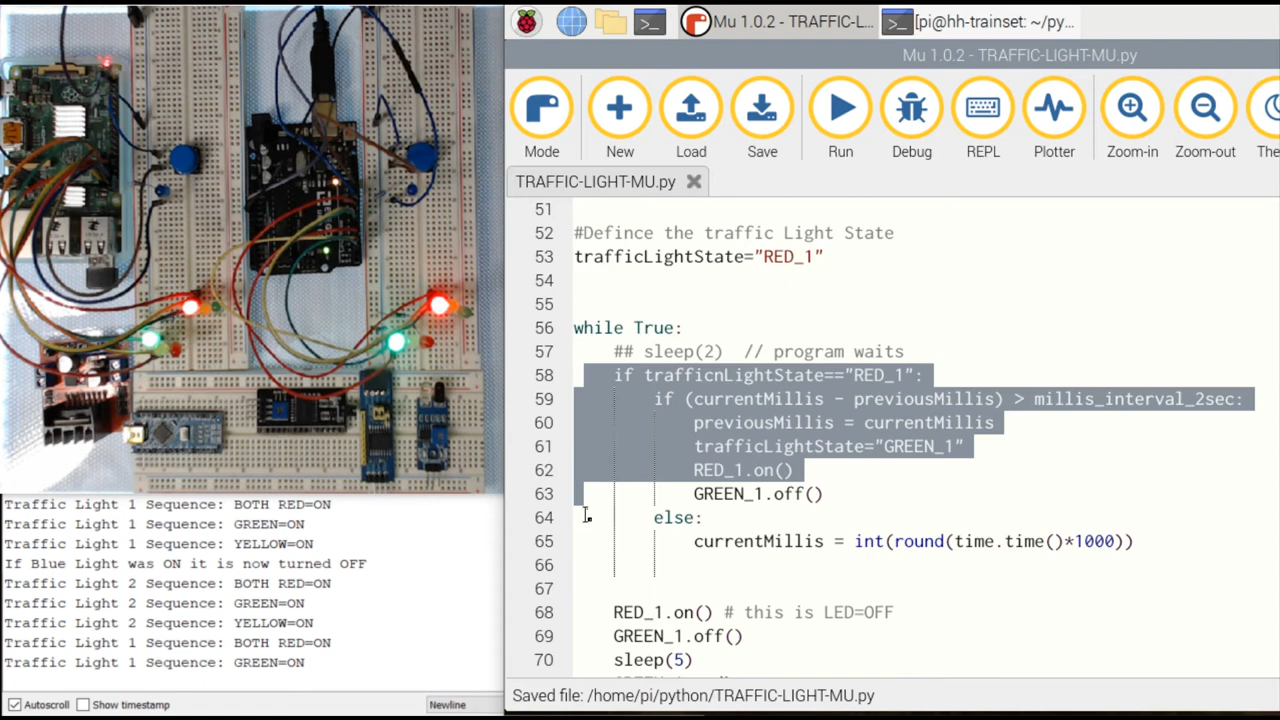 Mu 1.0.2 - TRAFFIC-L...
[pi@hh-trainset: ~/py...
Mu 1.0.2 - TRAFFIC-LIGHT-MU.py
Mode New Load Save Run Debug REPL Plotter Zoom-in Zoom-out The
TRAFFIC-LIGHT-MU.py
51
52 #Defince the traffic Light State
53 trafficLightState="RED_1"
54
55
56 while True:
57 ## sleep(2) // program waits
58 if trafficnLightState=="RED_1":
59 if (currentMillis - previousMillis) > millis_interval_2sec:
60 previousMillis = currentMillis
61 trafficLightState="GREEN_1"
62 RED_1.on()
63 GREEN_1.off()
64 else:
65 currentMillis = int(round(time.time()*1000))
66
67
68 RED_1.on() # this is LED=OFF
69 GREEN_1.off()
70 sleep(5)
Saved file: /home/pi/python/TRAFFIC-LIGHT-MU.py
Traffic Light 1 Sequence: BOTH RED=ON
Traffic Light 1 Sequence: GREEN=ON
Traffic Light 1 Sequence: YELLOW=ON
If Blue Light was ON it is now turned OFF
Traffic Light 2 Sequence: BOTH RED=ON
Traffic Light 2 Sequence: GREEN=ON
Traffic Light 2 Sequence: YELLOW=ON
Traffic Light 1 Sequence: BOTH RED=ON
Traffic Light 1 Sequence: GREEN=ON
Autoscroll Show timestamp Newline